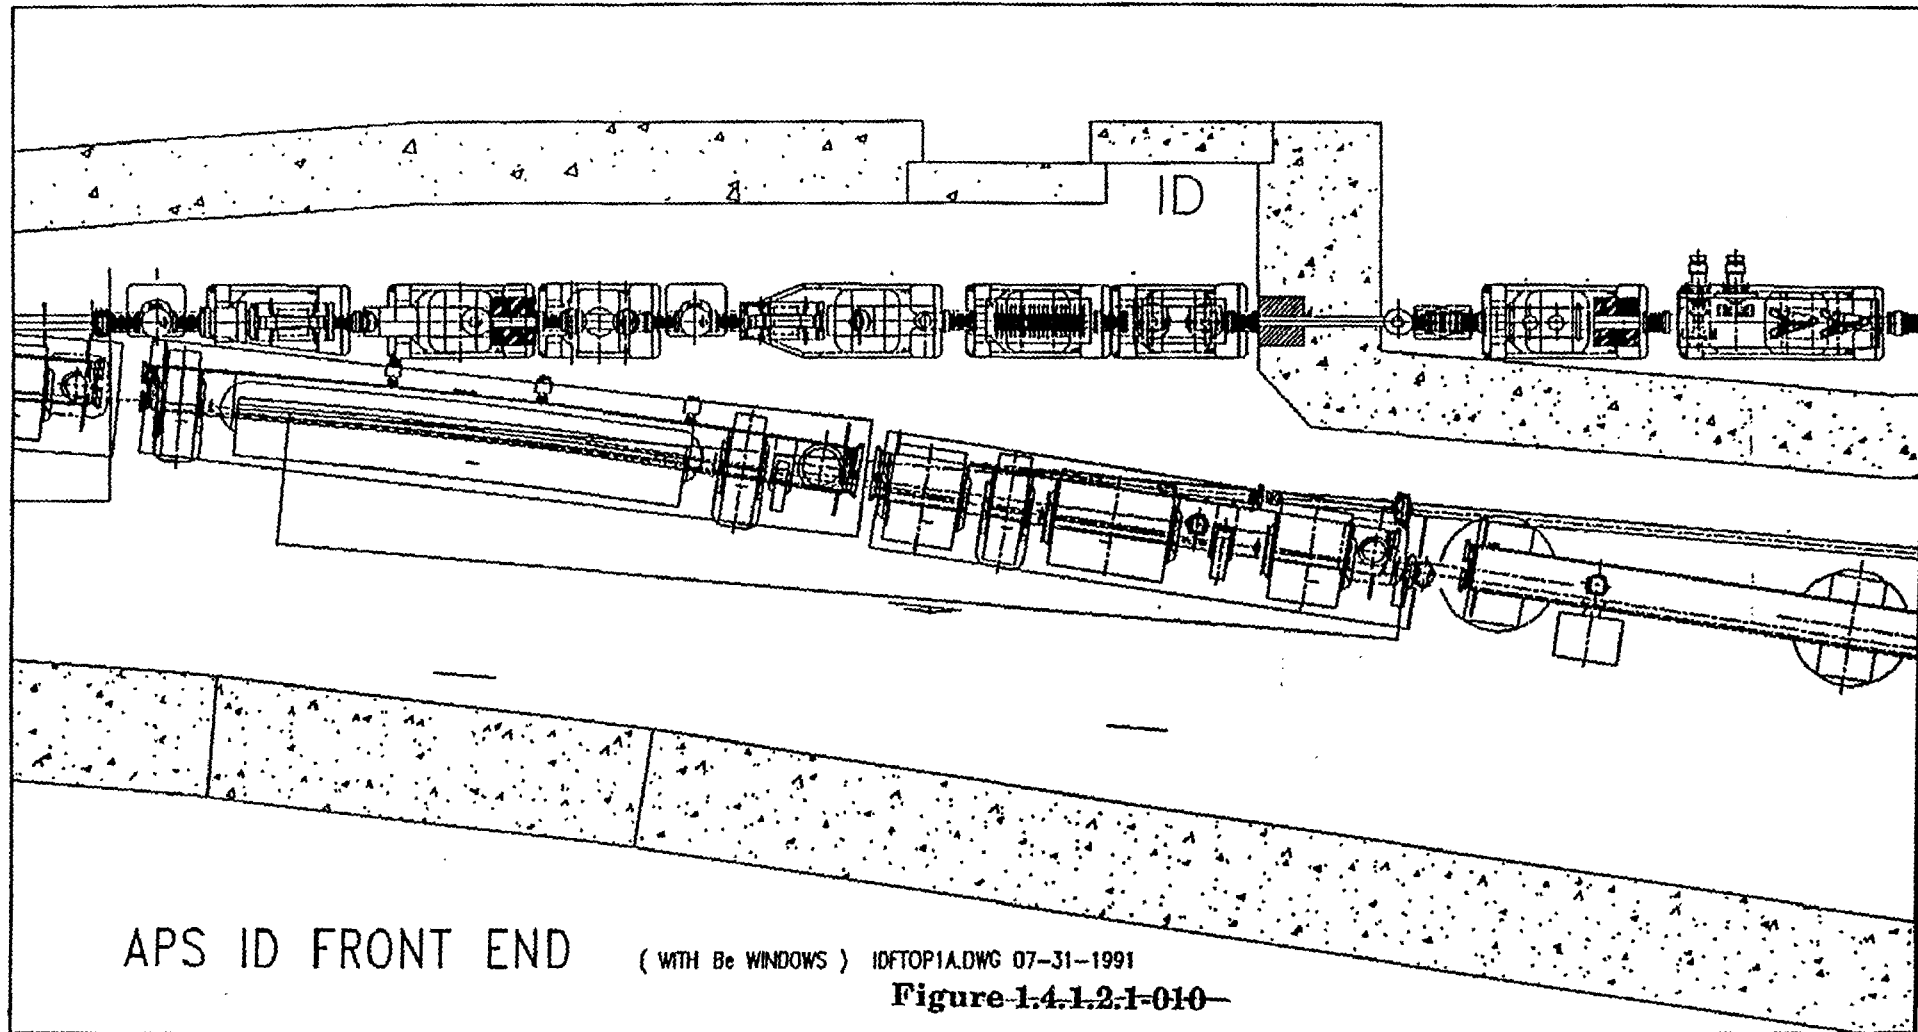 ID
APS ID FRONT END ( WITH Be WINDOWS ) IDFTOP1A.DWG 07-31-1991
Figure 1.4.1.2.1-010